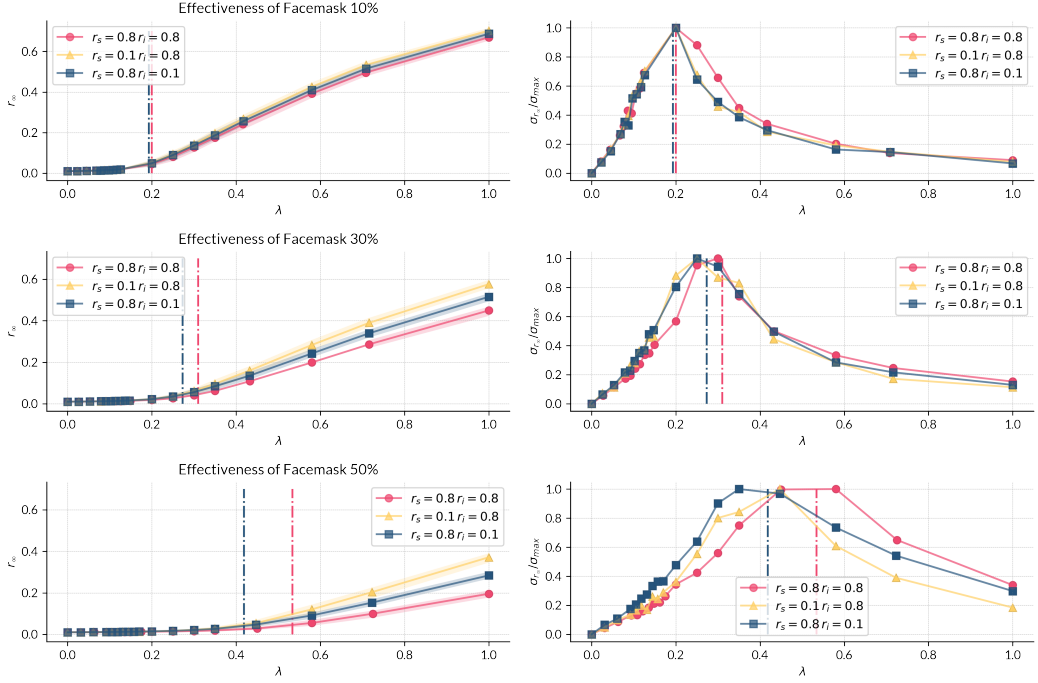 Effectiveness of Facemask 10%
r∞
0.6
0.4
0.2
0.0
r_s = 0.8 r_i = 0.8
r_s = 0.1 r_i = 0.8
r_s = 0.8 r_i = 0.1
0.0 0.2 0.4 0.6 0.8 1.0
λ
σ_r∞/σ_max
1.0
0.8
0.6
0.4
0.2
0.0
r_s = 0.8 r_i = 0.8
r_s = 0.1 r_i = 0.8
r_s = 0.8 r_i = 0.1
0.0 0.2 0.4 0.6 0.8 1.0
λ
Effectiveness of Facemask 30%
r∞
0.6
0.4
0.2
0.0
r_s = 0.8 r_i = 0.8
r_s = 0.1 r_i = 0.8
r_s = 0.8 r_i = 0.1
0.0 0.2 0.4 0.6 0.8 1.0
λ
σ_r∞/σ_max
1.0
0.8
0.6
0.4
0.2
0.0
r_s = 0.8 r_i = 0.8
r_s = 0.1 r_i = 0.8
r_s = 0.8 r_i = 0.1
0.0 0.2 0.4 0.6 0.8 1.0
λ
Effectiveness of Facemask 50%
r∞
0.6
0.4
0.2
0.0
r_s = 0.8 r_i = 0.8
r_s = 0.1 r_i = 0.8
r_s = 0.8 r_i = 0.1
0.0 0.2 0.4 0.6 0.8 1.0
λ
σ_r∞/σ_max
1.0
0.8
0.6
0.4
0.2
0.0
r_s = 0.8 r_i = 0.8
r_s = 0.1 r_i = 0.8
r_s = 0.8 r_i = 0.1
0.0 0.2 0.4 0.6 0.8 1.0
λ